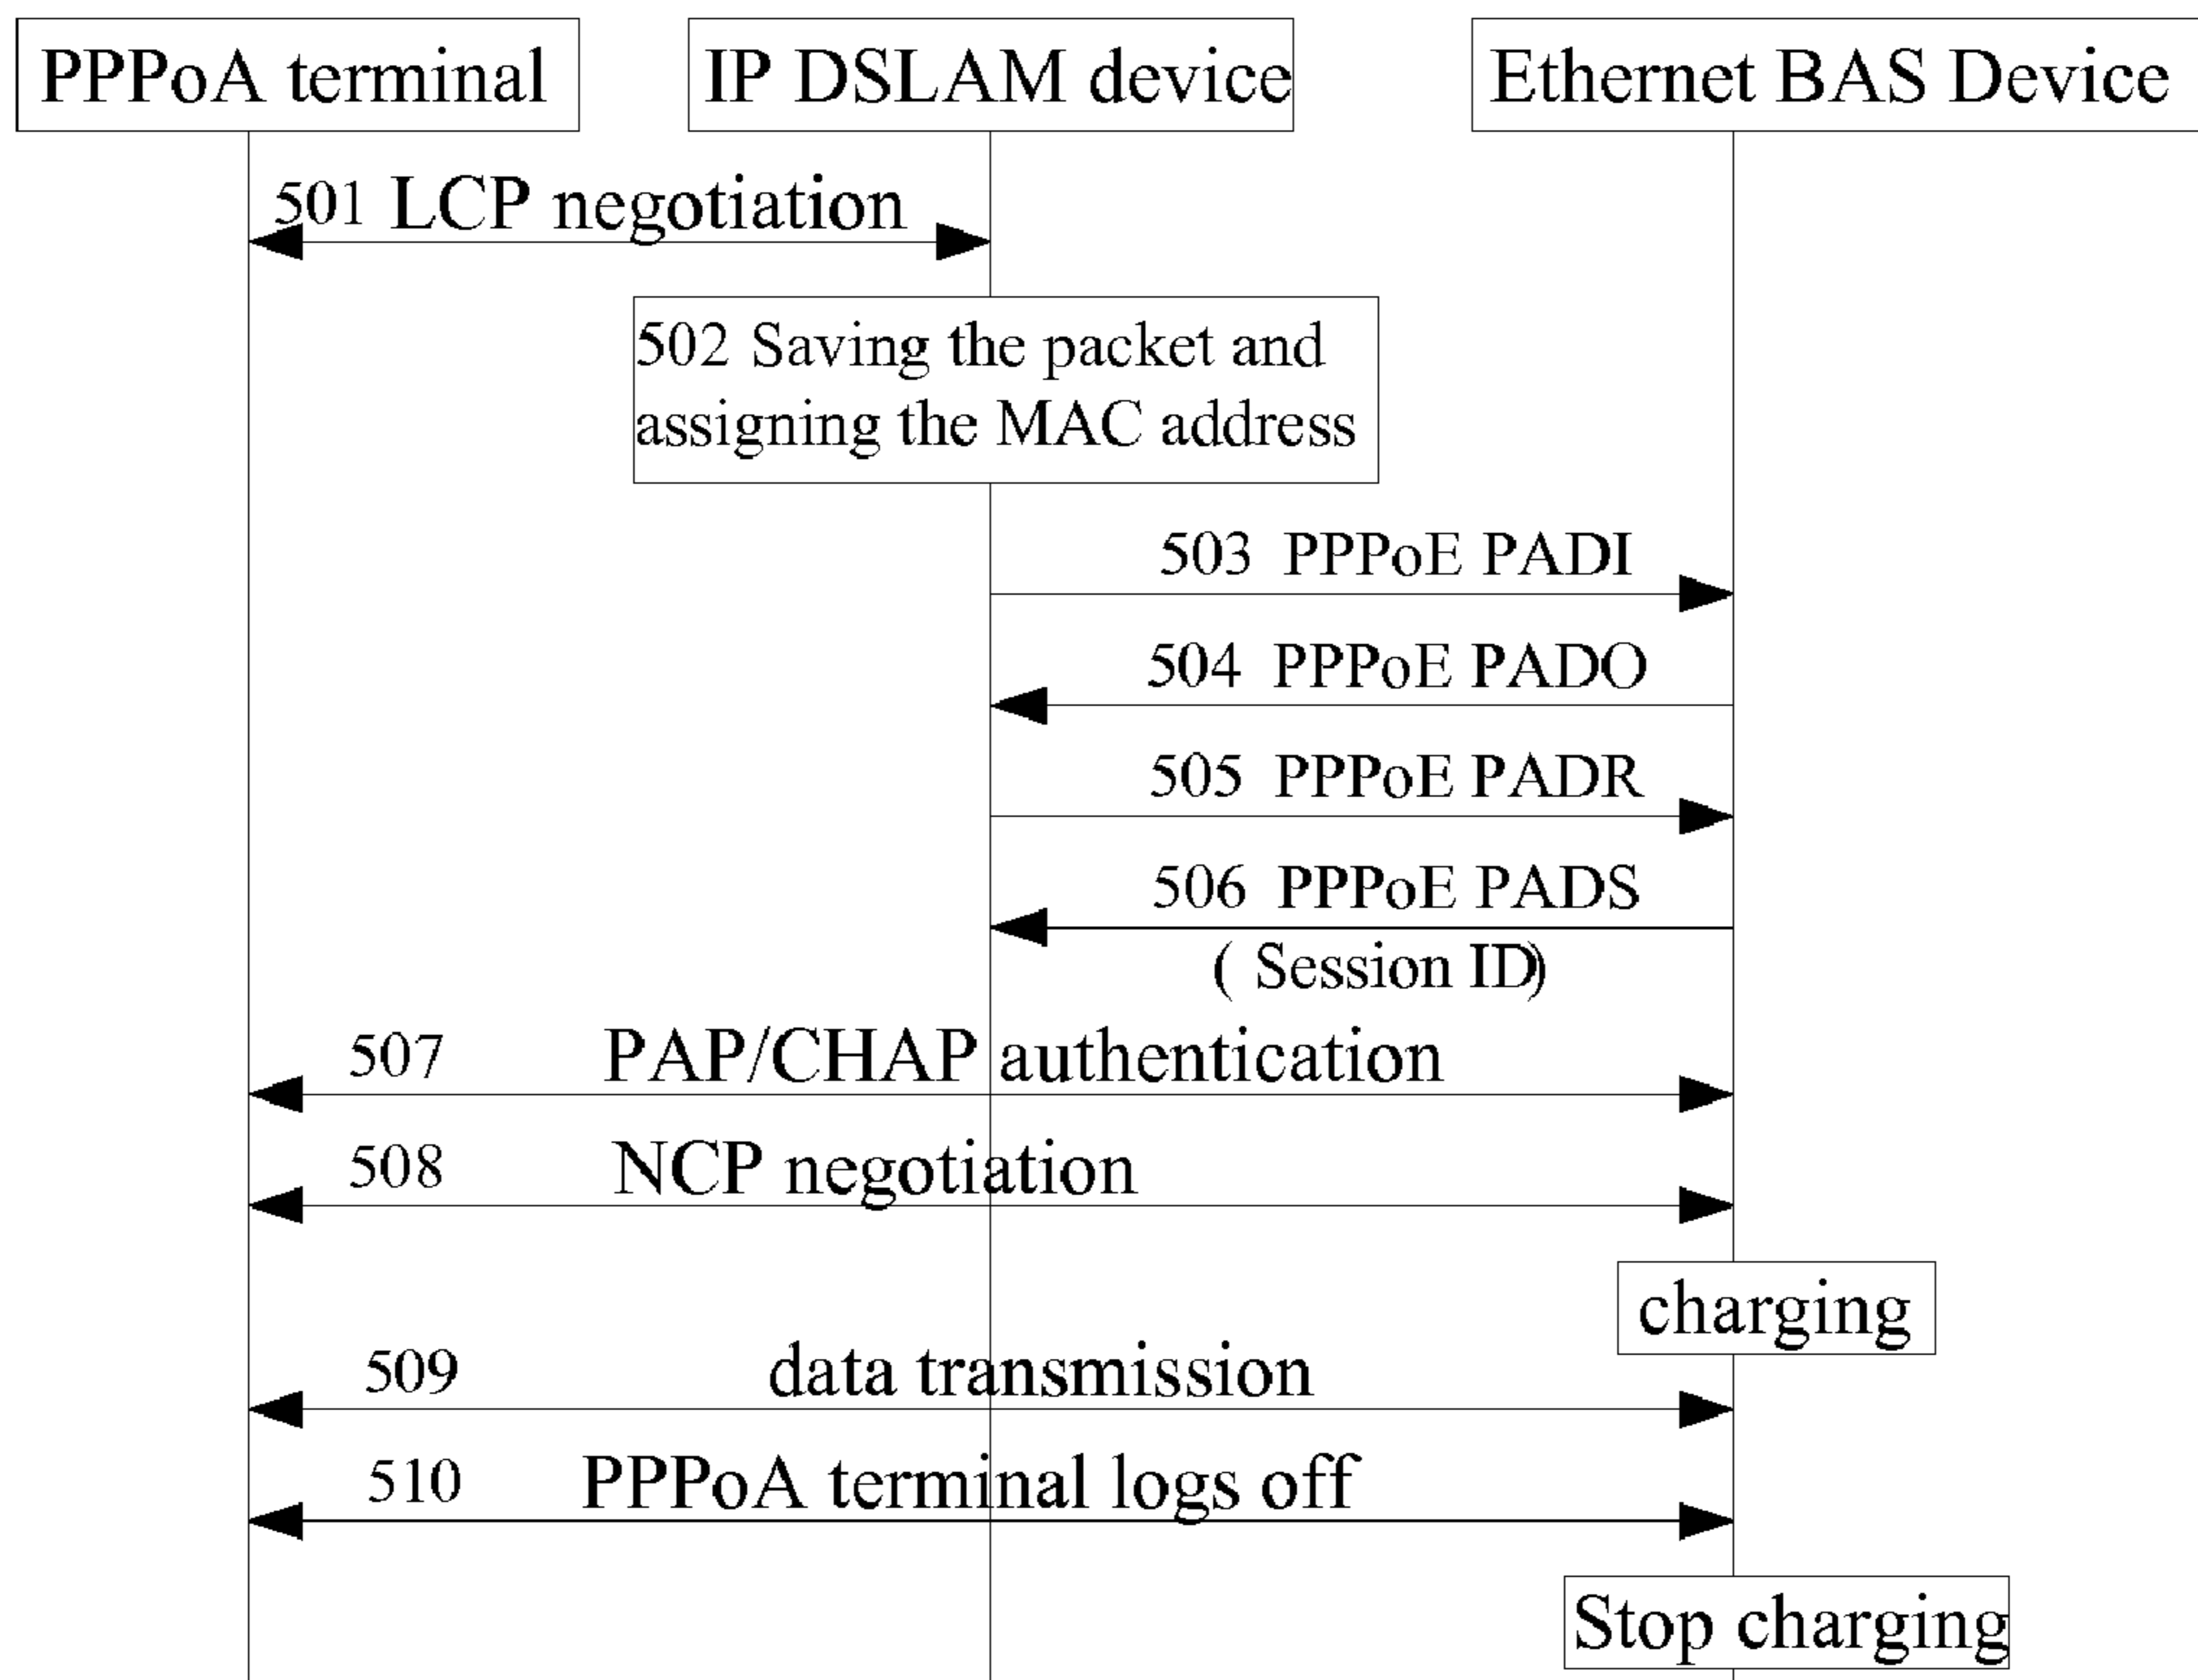 PPPoA terminal
IP DSLAM device
Ethernet BAS Device
501 LCP negotiation
502 Saving the packet and
assigning the MAC address
503 PPPoE PADI
504 PPPoE PADO
505 PPPoE PADR
506 PPPoE PADS
( Session ID)
507 PAP/CHAP authentication
508 NCP negotiation
charging
509 data transmission
510 PPPoA terminal logs off
Stop charging